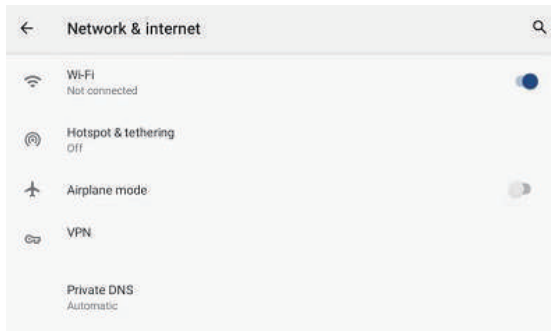 Network & internet
Wi-Fi
Not connected
Hotspot & tethering
Off
Airplane mode
VPN
Private DNS
Automatic